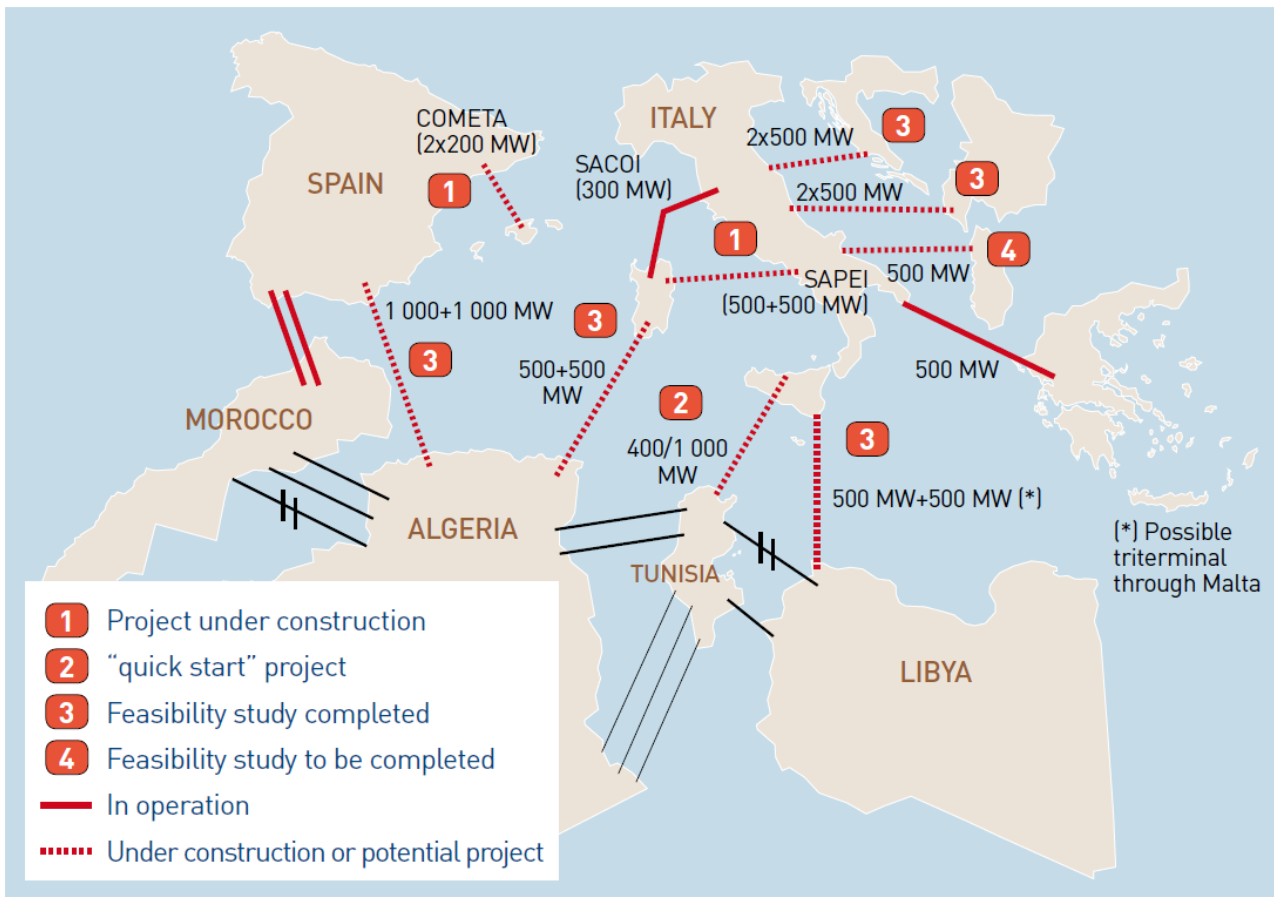 COMETA
(2x200 MW)
ITALY
3
2x500 MW
SACOI
(300 MW)
SPAIN
1
3
2x500 MW
1
4
500 MW
SAPEI
(500+500 MW)
1 000+1 000 MW
3
3
500+500
MW
500 MW
2
MOROCCO
400/1 000
MW
3
500 MW+500 MW (*)
ALGERIA
(*) Possible
triterminal
through Malta
TUNISIA
LIBYA
1 Project under construction
2 “quick start” project
3 Feasibility study completed
4 Feasibility study to be completed
In operation
Under construction or potential project